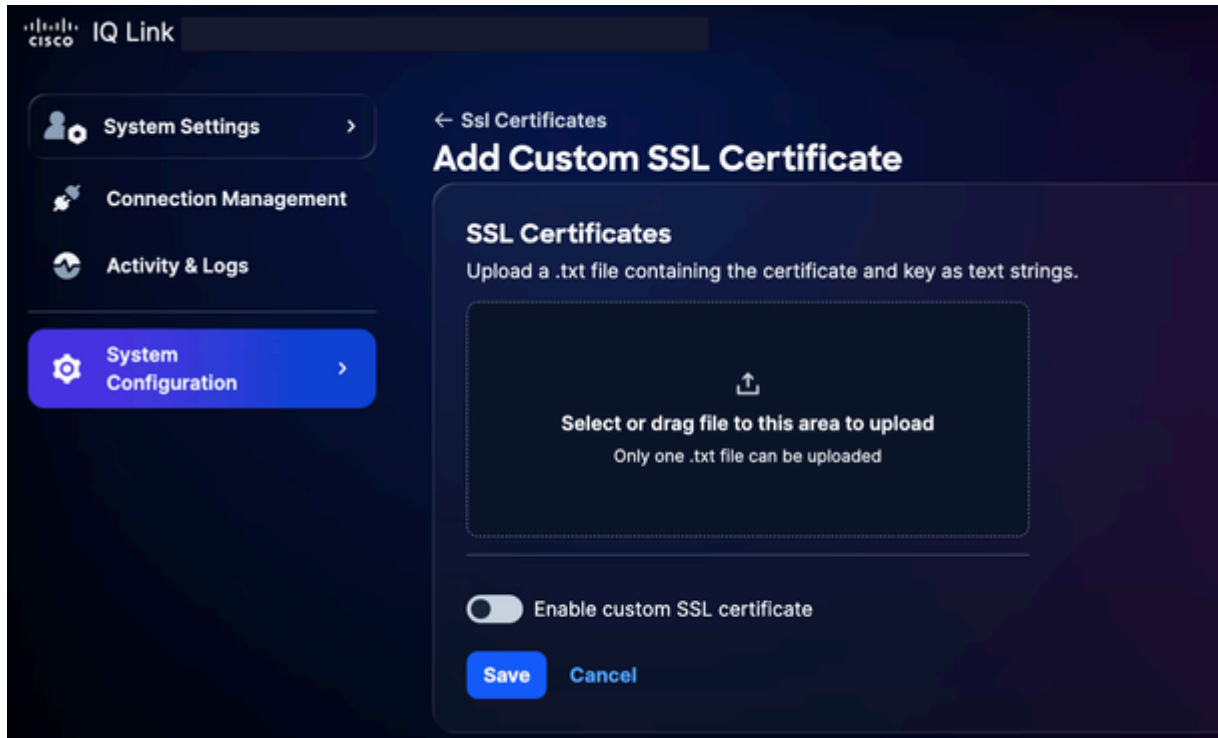 cisco IQ Link
System Settings
Connection Management
Activity & Logs
System
Configuration
← Ssl Certificates
Add Custom SSL Certificate
SSL Certificates
Upload a .txt file containing the certificate and key as text strings.
Select or drag file to this area to upload
Only one .txt file can be uploaded
Enable custom SSL certificate
Save Cancel